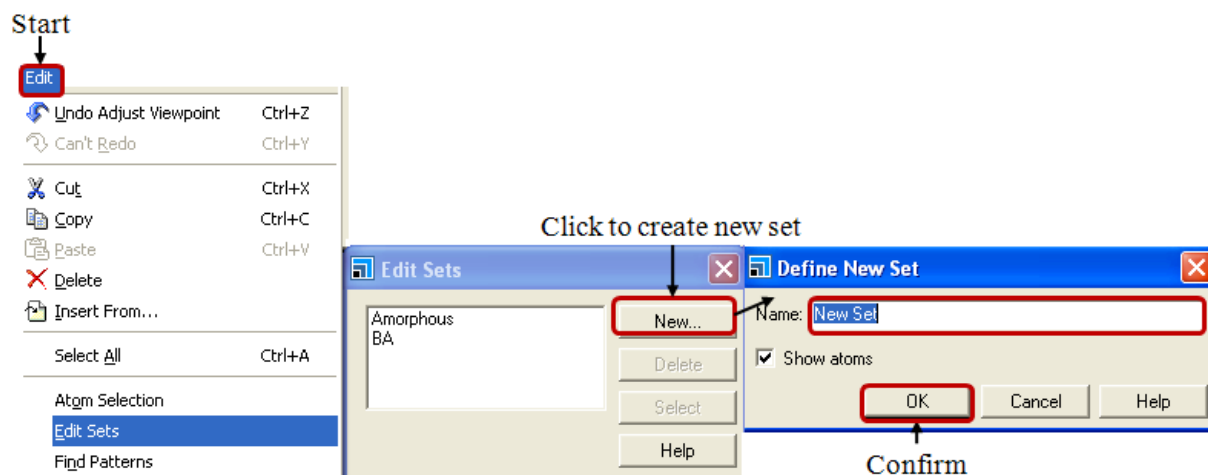 Start
Edit
Undo Adjust Viewpoint Ctrl+Z
Can't Redo Ctrl+Y
Cut Ctrl+X
Copy Ctrl+C
Paste Ctrl+V
Delete
Insert From...
Select All Ctrl+A
Atom Selection
Edit Sets
Find Patterns
Click to create new set
Edit Sets
Amorphous
BA
New...
Delete
Select
Help
Define New Set
Name: New Set
Show atoms
OK Cancel Help
Confirm